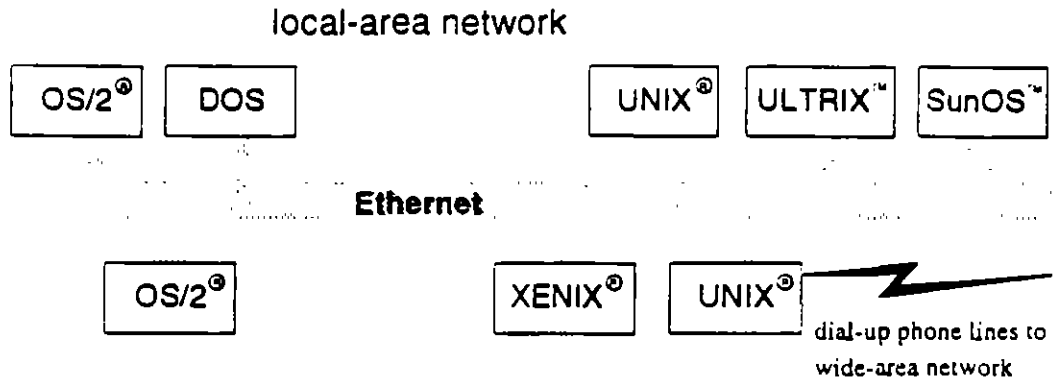 local-area network
OS/2® DOS UNIX® ULTRIX™ SunOS™
Ethernet
OS/2® XENIX® UNIX®
dial-up phone lines to
wide-area network